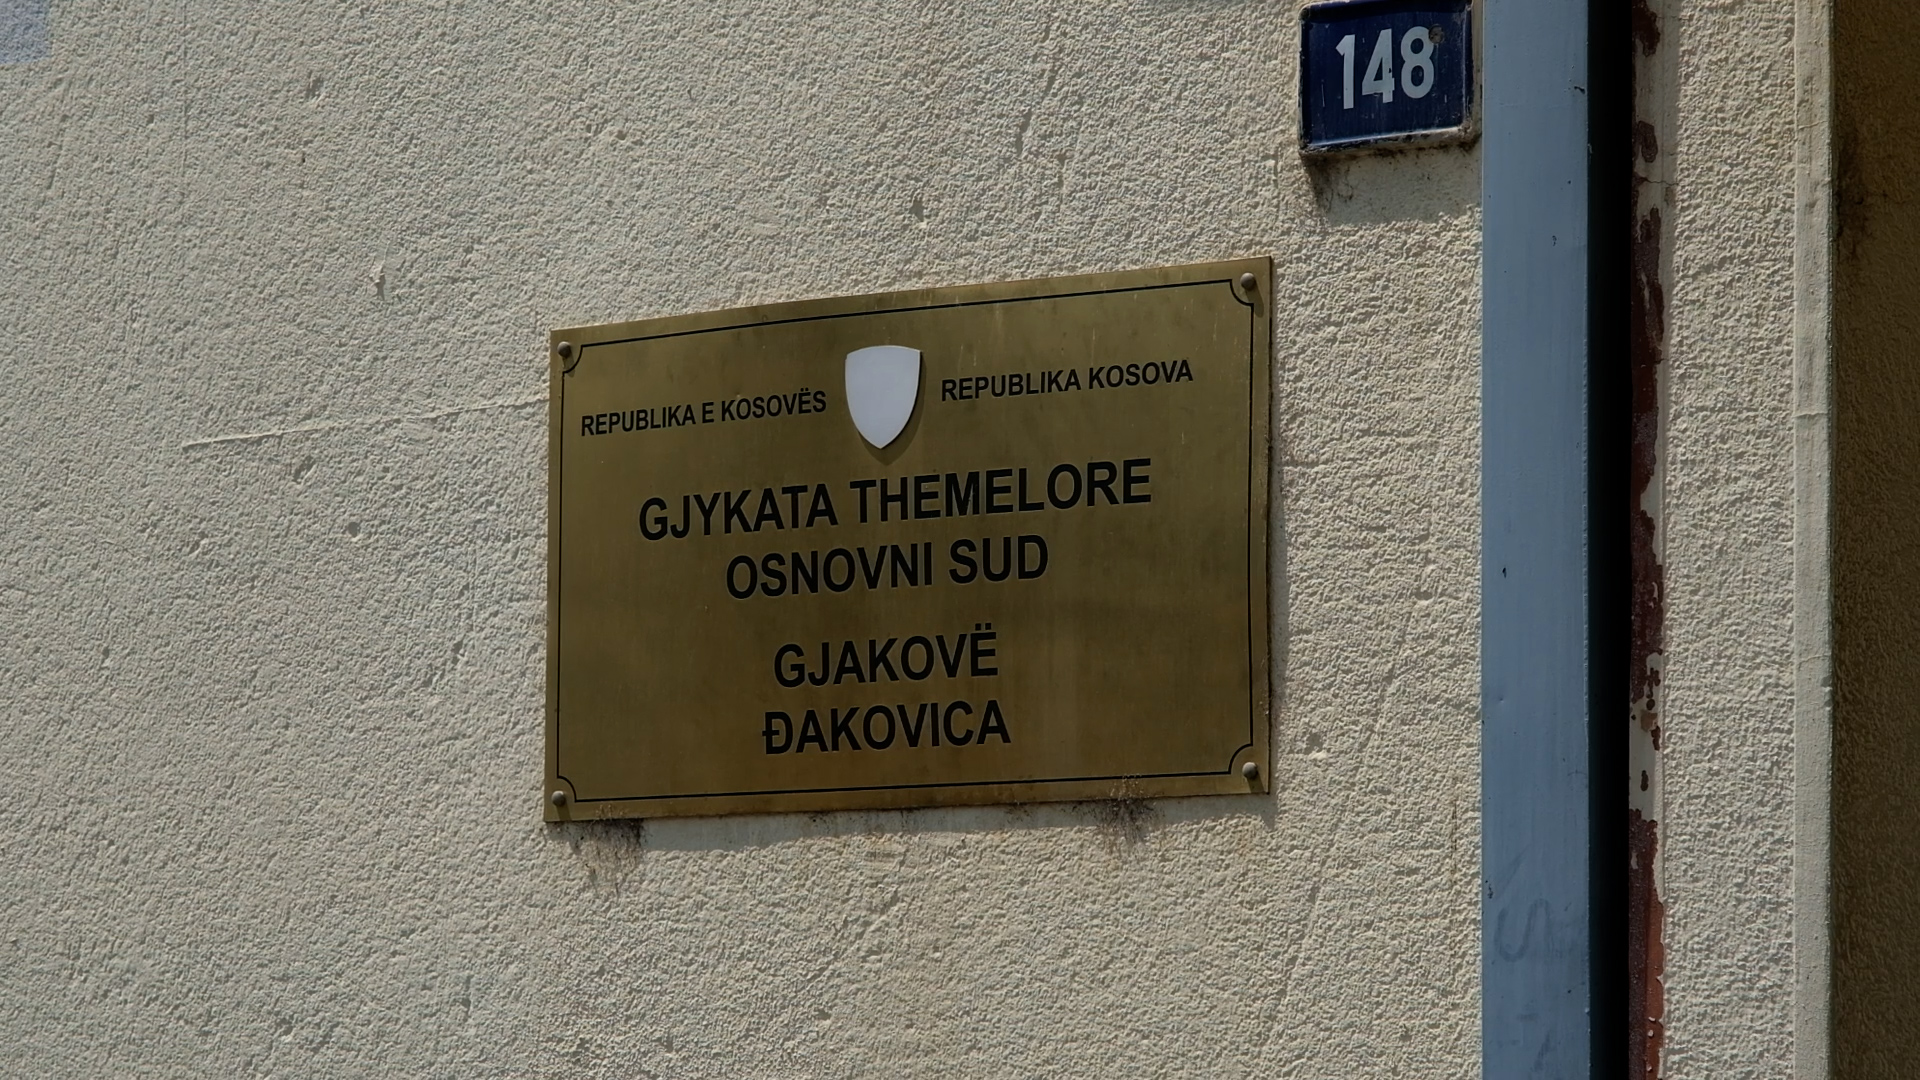 148
REPUBLIKA E KOSOVËS
REPUBLIKA KOSOVA
GJYKATA THEMELORE
OSNOVNI SUD
GJAKOVË
ĐAKOVICA